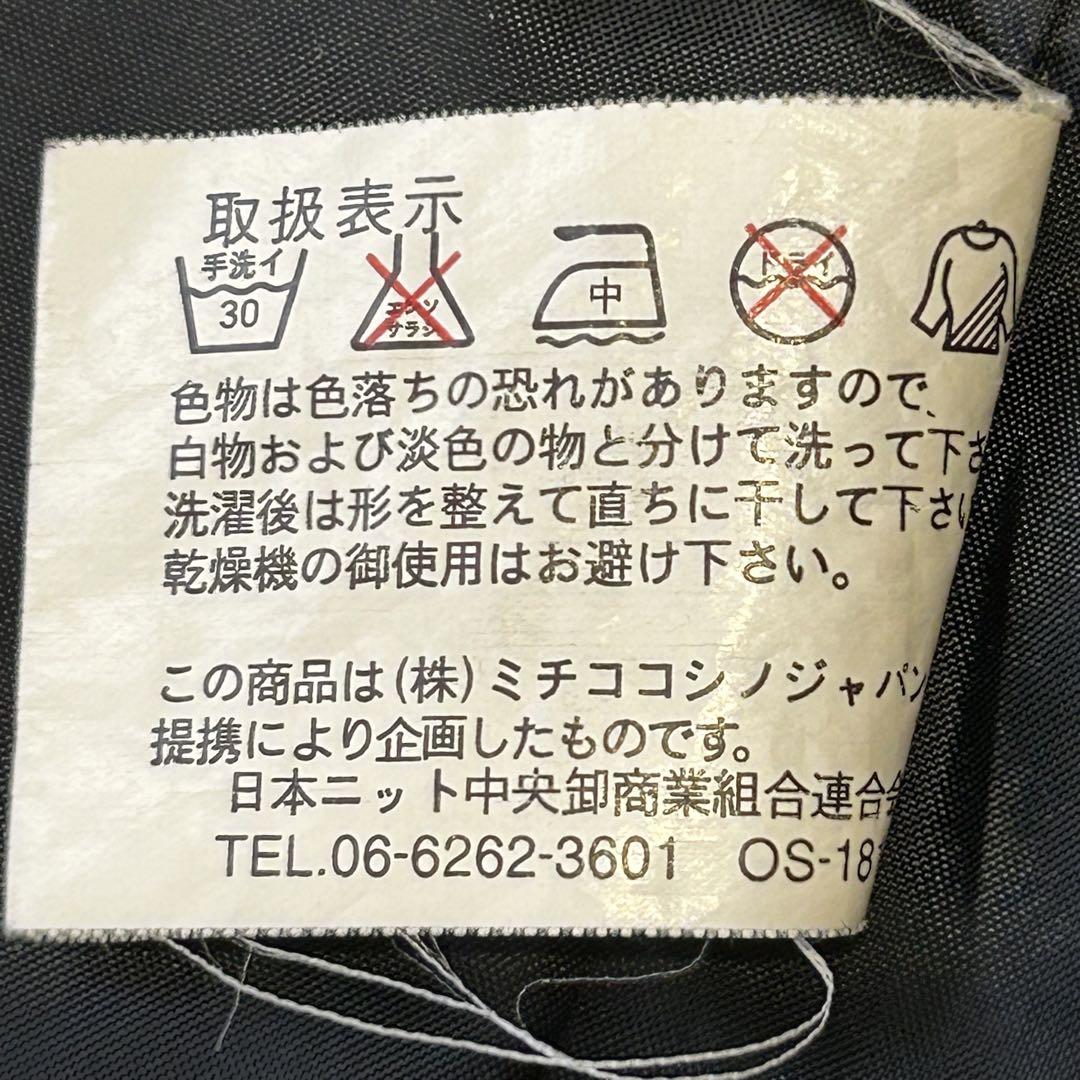 取扱表示
手洗イ
30
エンソ
サラシ
中
ドライ
色物は色落ちの恐れがありますので、
白物および淡色の物と分けて洗って下さ
洗濯後は形を整えて直ちに干して下さい
乾燥機の御使用はお避け下さい。
この商品は(株)ミチココシノジャパン
提携により企画したものです。
日本ニット中央卸商業組合連合会
TEL.06-6262-3601 OS-18